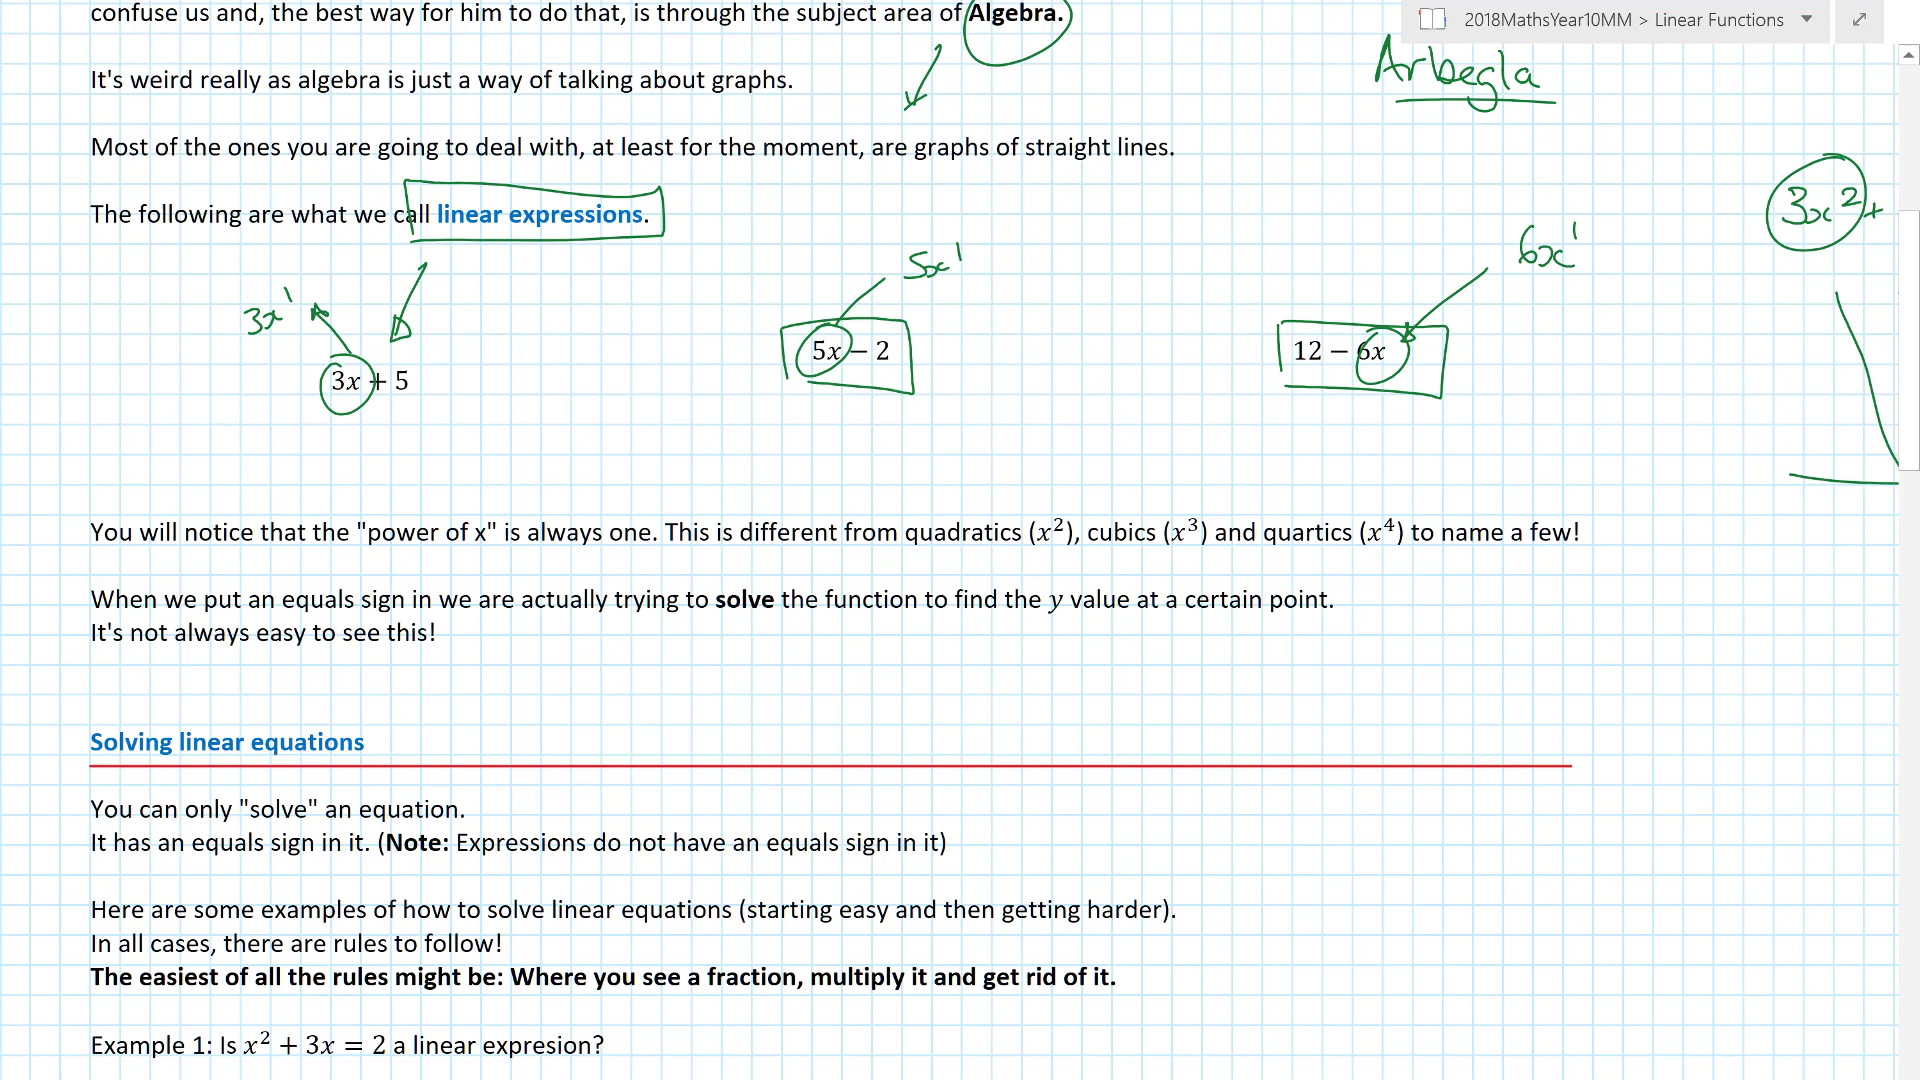 confuse us and, the best way for him to do that, is through the subject area of Algebra.
2018MathsYear10MM > Linear Functions
Arbegla
It's weird really as algebra is just a way of talking about graphs.
Most of the ones you are going to deal with, at least for the moment, are graphs of straight lines.
The following are what we call linear expressions.
3x² +
3x¹
5x¹
6x¹
3x + 5
5x − 2
12 − 6x
You will notice that the "power of x" is always one. This is different from quadratics (x²), cubics (x³) and quartics (x⁴) to name a few!
When we put an equals sign in we are actually trying to solve the function to find the y value at a certain point.
It's not always easy to see this!
Solving linear equations
You can only "solve" an equation.
It has an equals sign in it. (Note: Expressions do not have an equals sign in it)
Here are some examples of how to solve linear equations (starting easy and then getting harder).
In all cases, there are rules to follow!
The easiest of all the rules might be: Where you see a fraction, multiply it and get rid of it.
Example 1: Is x² + 3x = 2 a linear expresion?